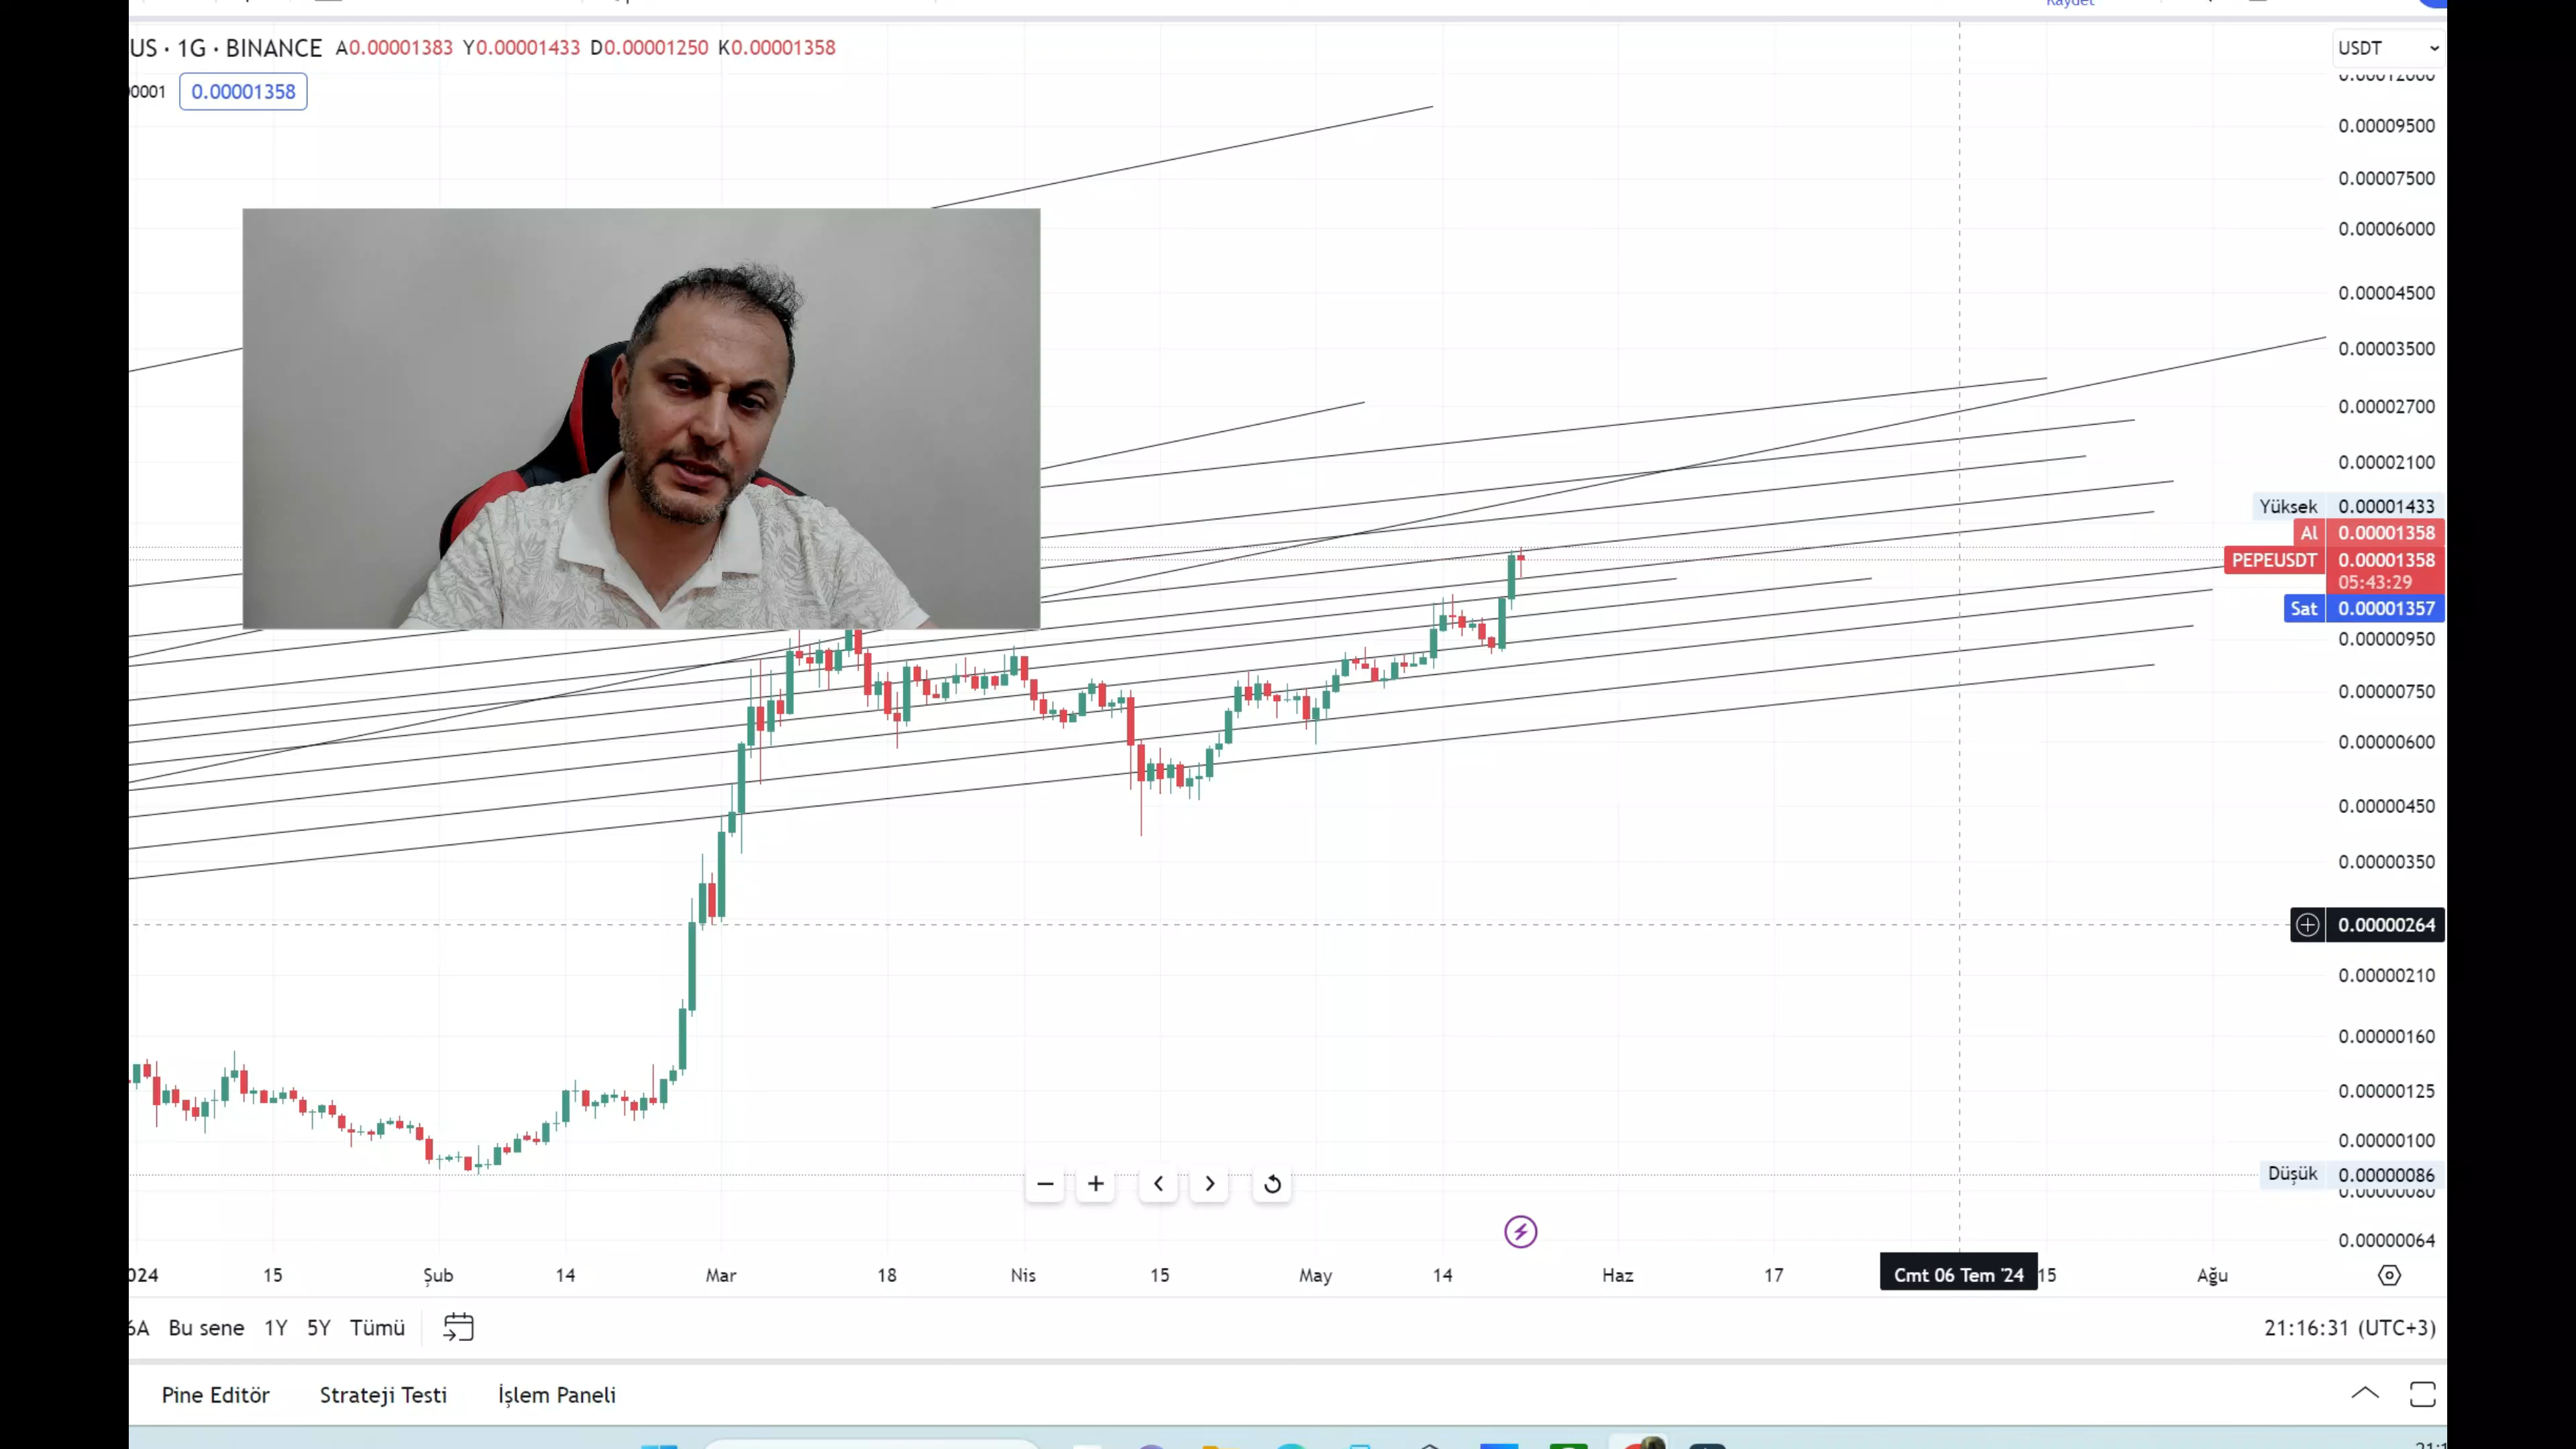 US · 1G · BINANCE A0.00001383 Y0.00001433 D0.00001250 K0.00001358
USDT
0.00001358
0.00009500
0.00007500
0.00006000
0.00004500
0.00003500
0.00002700
0.00002100
Yüksek 0.00001433
Al 0.00001358
PEPEUSDT 0.00001358
05:43:29
Sat 0.00001357
0.00000950
0.00000750
0.00000600
0.00000450
0.00000350
0.00000264
0.00000210
0.00000160
0.00000125
0.00000100
Düşük 0.00000086
0.00000064
15 Şub 14 Mar 18 Nis 15 May 14 Haz 17 Cmt 06 Tem '24 15 Ağu
Bu sene 1Y 5Y Tümü
21:16:31 (UTC+3)
Pine Editör Strateji Testi İşlem Paneli